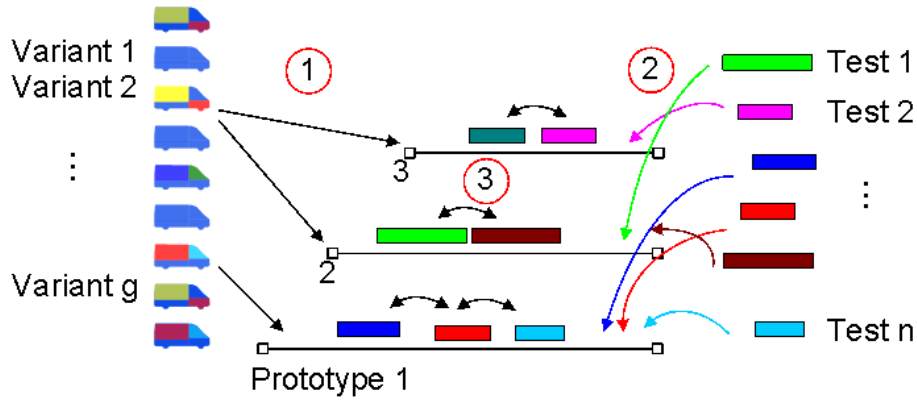 Variant 1
Variant 2
⋮
Variant g
1
2
3
Test 1
Test 2
⋮
Test n
3
2
Prototype 1